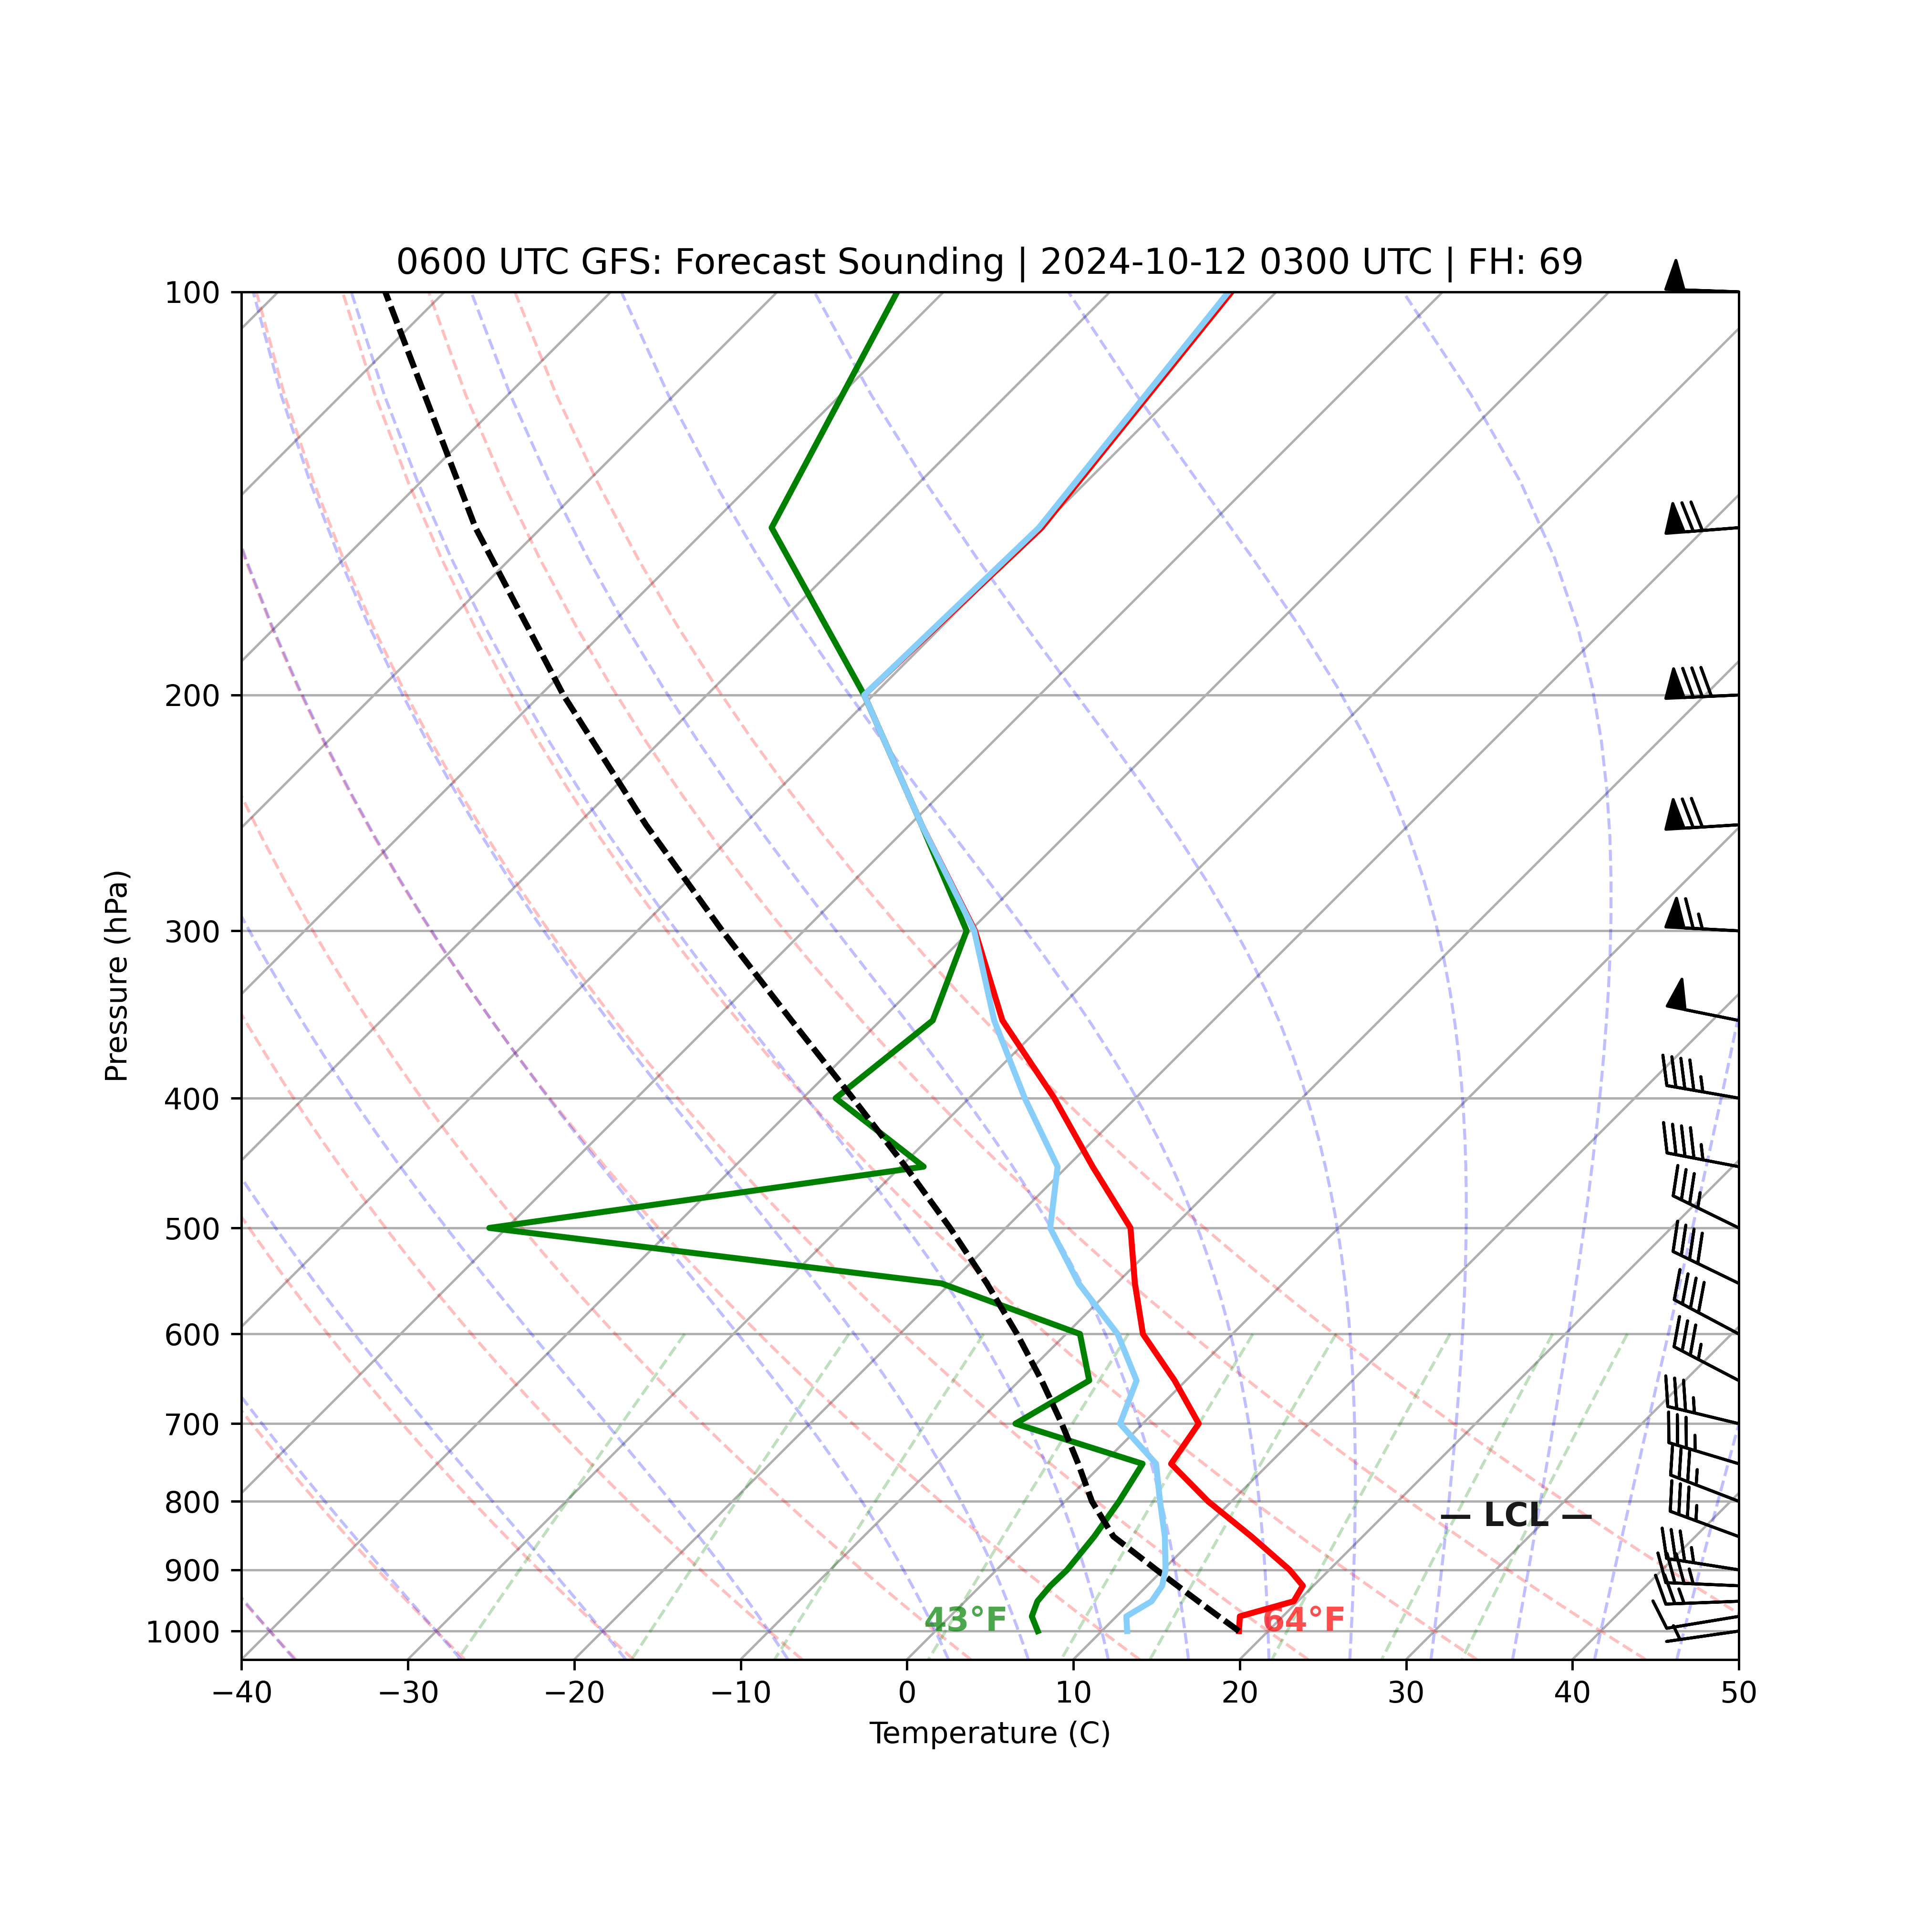 0600 UTC GFS: Forecast Sounding | 2024-10-12 0300 UTC | FH: 69
100
200
300
400
500
600
700
800
900
1000
Pressure (hPa)
— LCL —
43°F
64°F
−40 −30 −20 −10 0 10 20 30 40 50
Temperature (C)